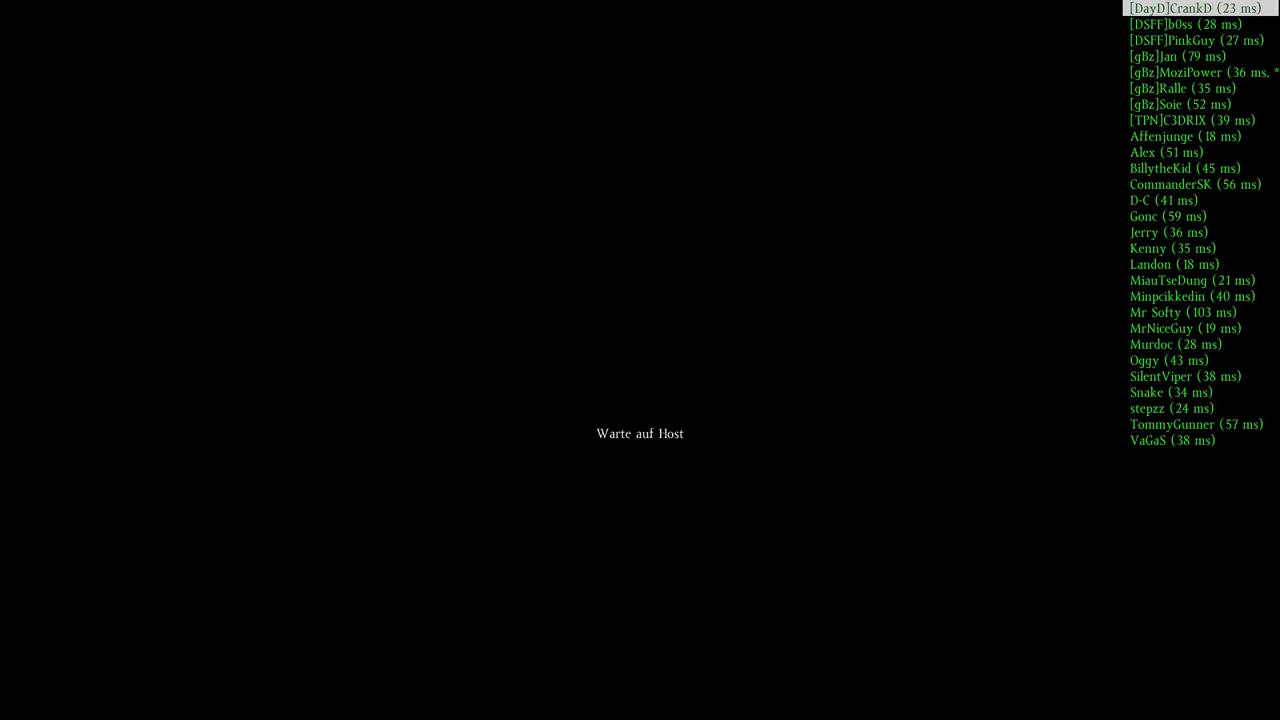 [DayD]CrankD (23 ms)
[DSFF]b0ss (28 ms)
[DSFF]PinkGuy (27 ms)
[gBz]Jan (79 ms)
[gBz]MoziPower (36 ms, *
[gBz]Ralle (35 ms)
[gBz]Soie (52 ms)
[TPN]C3DRIX (39 ms)
Affenjunge (18 ms)
Alex (51 ms)
BillytheKid (45 ms)
CommanderSK (56 ms)
D-C (41 ms)
Gonc (59 ms)
Jerry (36 ms)
Kenny (35 ms)
Landon (18 ms)
MiauTseDung (21 ms)
Minpcikkedin (40 ms)
Mr Softy (103 ms)
MrNiceGuy (19 ms)
Murdoc (28 ms)
Oggy (43 ms)
SilentViper (38 ms)
Snake (34 ms)
stepzz (24 ms)
TommyGunner (57 ms)
VaGaS (38 ms)
Warte auf Host